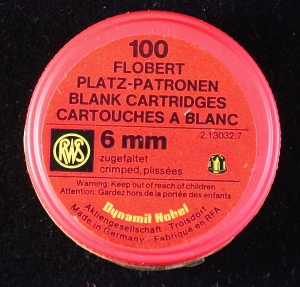 100
FLOBERT
PLATZ-PATRONEN
BLANK CARTRIDGES
CARTOUCHES A BLANC
2 13032.7
RWS
6 mm
zugefaltet
crimped, plissées
Warning: Keep out of reach of children
Attention: Gardez hors de la portée des enfants
Dynamit Nobel
Aktiengesellschaft · Troisdorf
Made in Germany - Fabriqué en RFA